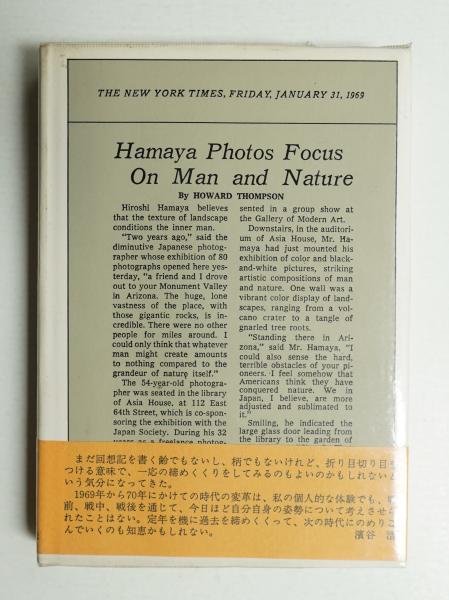 THE NEW YORK TIMES, FRIDAY, JANUARY 31, 1969
Hamaya Photos Focus
On Man and Nature
By HOWARD THOMPSON
Hiroshi Hamaya believes
that the texture of landscape
conditions the inner man.
"Two years ago," said the
diminutive Japanese photog-
rapher whose exhibition of 80
photographs opened here yes-
terday, "a friend and I drove
out to your Monument Valley
in Arizona. The huge, lone
vastness of the place, with
those gigantic rocks, is in-
credible. There were no other
people for miles around. I
could only think that whatever
man might create amounts
to nothing compared to the
grandeur of nature itself."
The 54-year-old photogra-
pher was seated in the library
of Asia House, at 112 East
64th Street, which is co-spon-
soring the exhibition with the
Japan Society. During his 32
years as a freelance photog-
sented in a group show at
the Gallery of Modern Art.
Downstairs, in the auditori-
um of Asia House, Mr. Ha-
maya had just mounted his
exhibition of color and black-
and-white pictures, striking
artistic compositions of man
and nature. One wall was a
vibrant color display of land-
scapes, ranging from a vol-
cano crater to a tangle of
gnarled tree roots.
"Standing there in Ari-
zona," said Mr. Hamaya, "I
could also sense the hard,
terrible obstacles of your pi-
oneers. I feel somehow that
Americans think they have
conquered nature. We in
Japan, I believe, are more
adjusted and sublimated to
it."
Smiling, he indicated the
large glass door leading from
the library to the garden of
まだ回想記を書く齢でもないし、柄でもないけれど、折り目切り目を
つける意味で、一応の締めくくりをしてみるのもよいのかもしれないと
いう気分になってきた。
1969年から70年にかけての時代の変革は、私の個人的な体験でも、戦
前、戦中、戦後を通じて、今日ほど自分自身の姿勢について考えさせら
れたことはない。定年を機に過去を締めくくって、次の時代にのめりこ
んでいくのも知恵かもしれない。
濱谷 浩